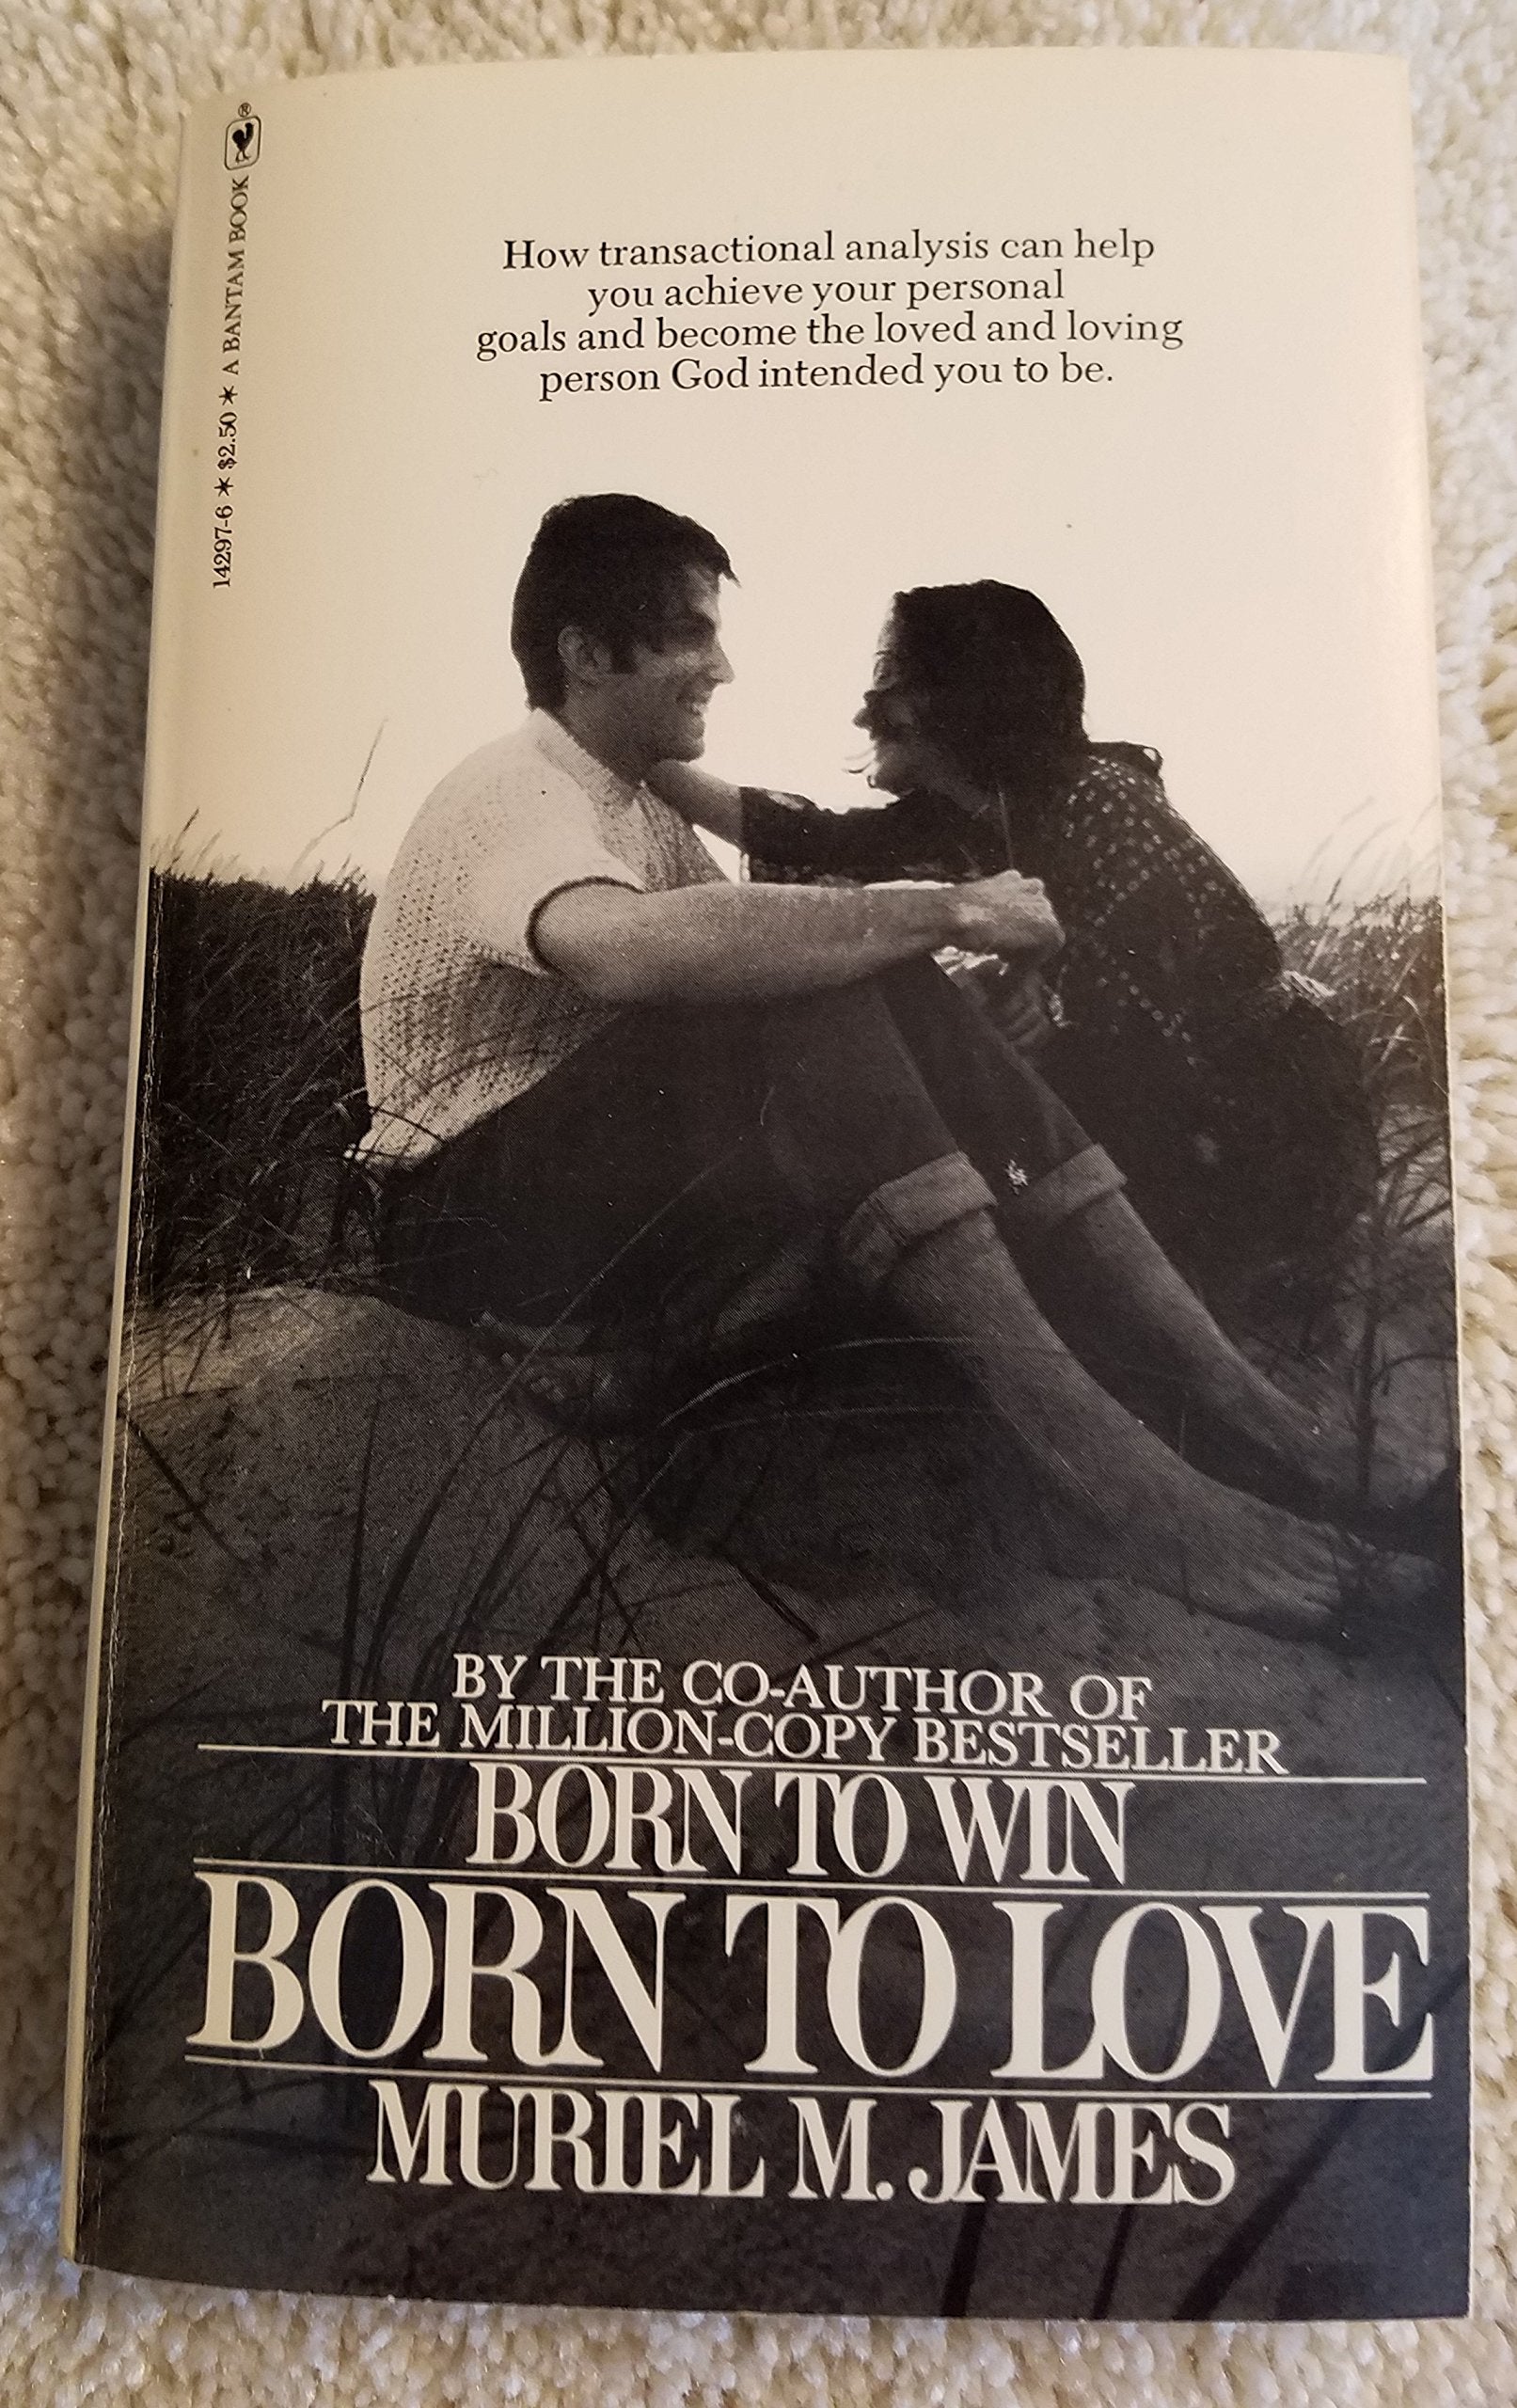 14297-6 * $2.50 * A BANTAM BOOK ®
How transactional analysis can help
you achieve your personal
goals and become the loved and loving
person God intended you to be.
BY THE CO-AUTHOR OF
THE MILLION-COPY BESTSELLER
BORN TO WIN
BORN TO LOVE
MURIEL M. JAMES